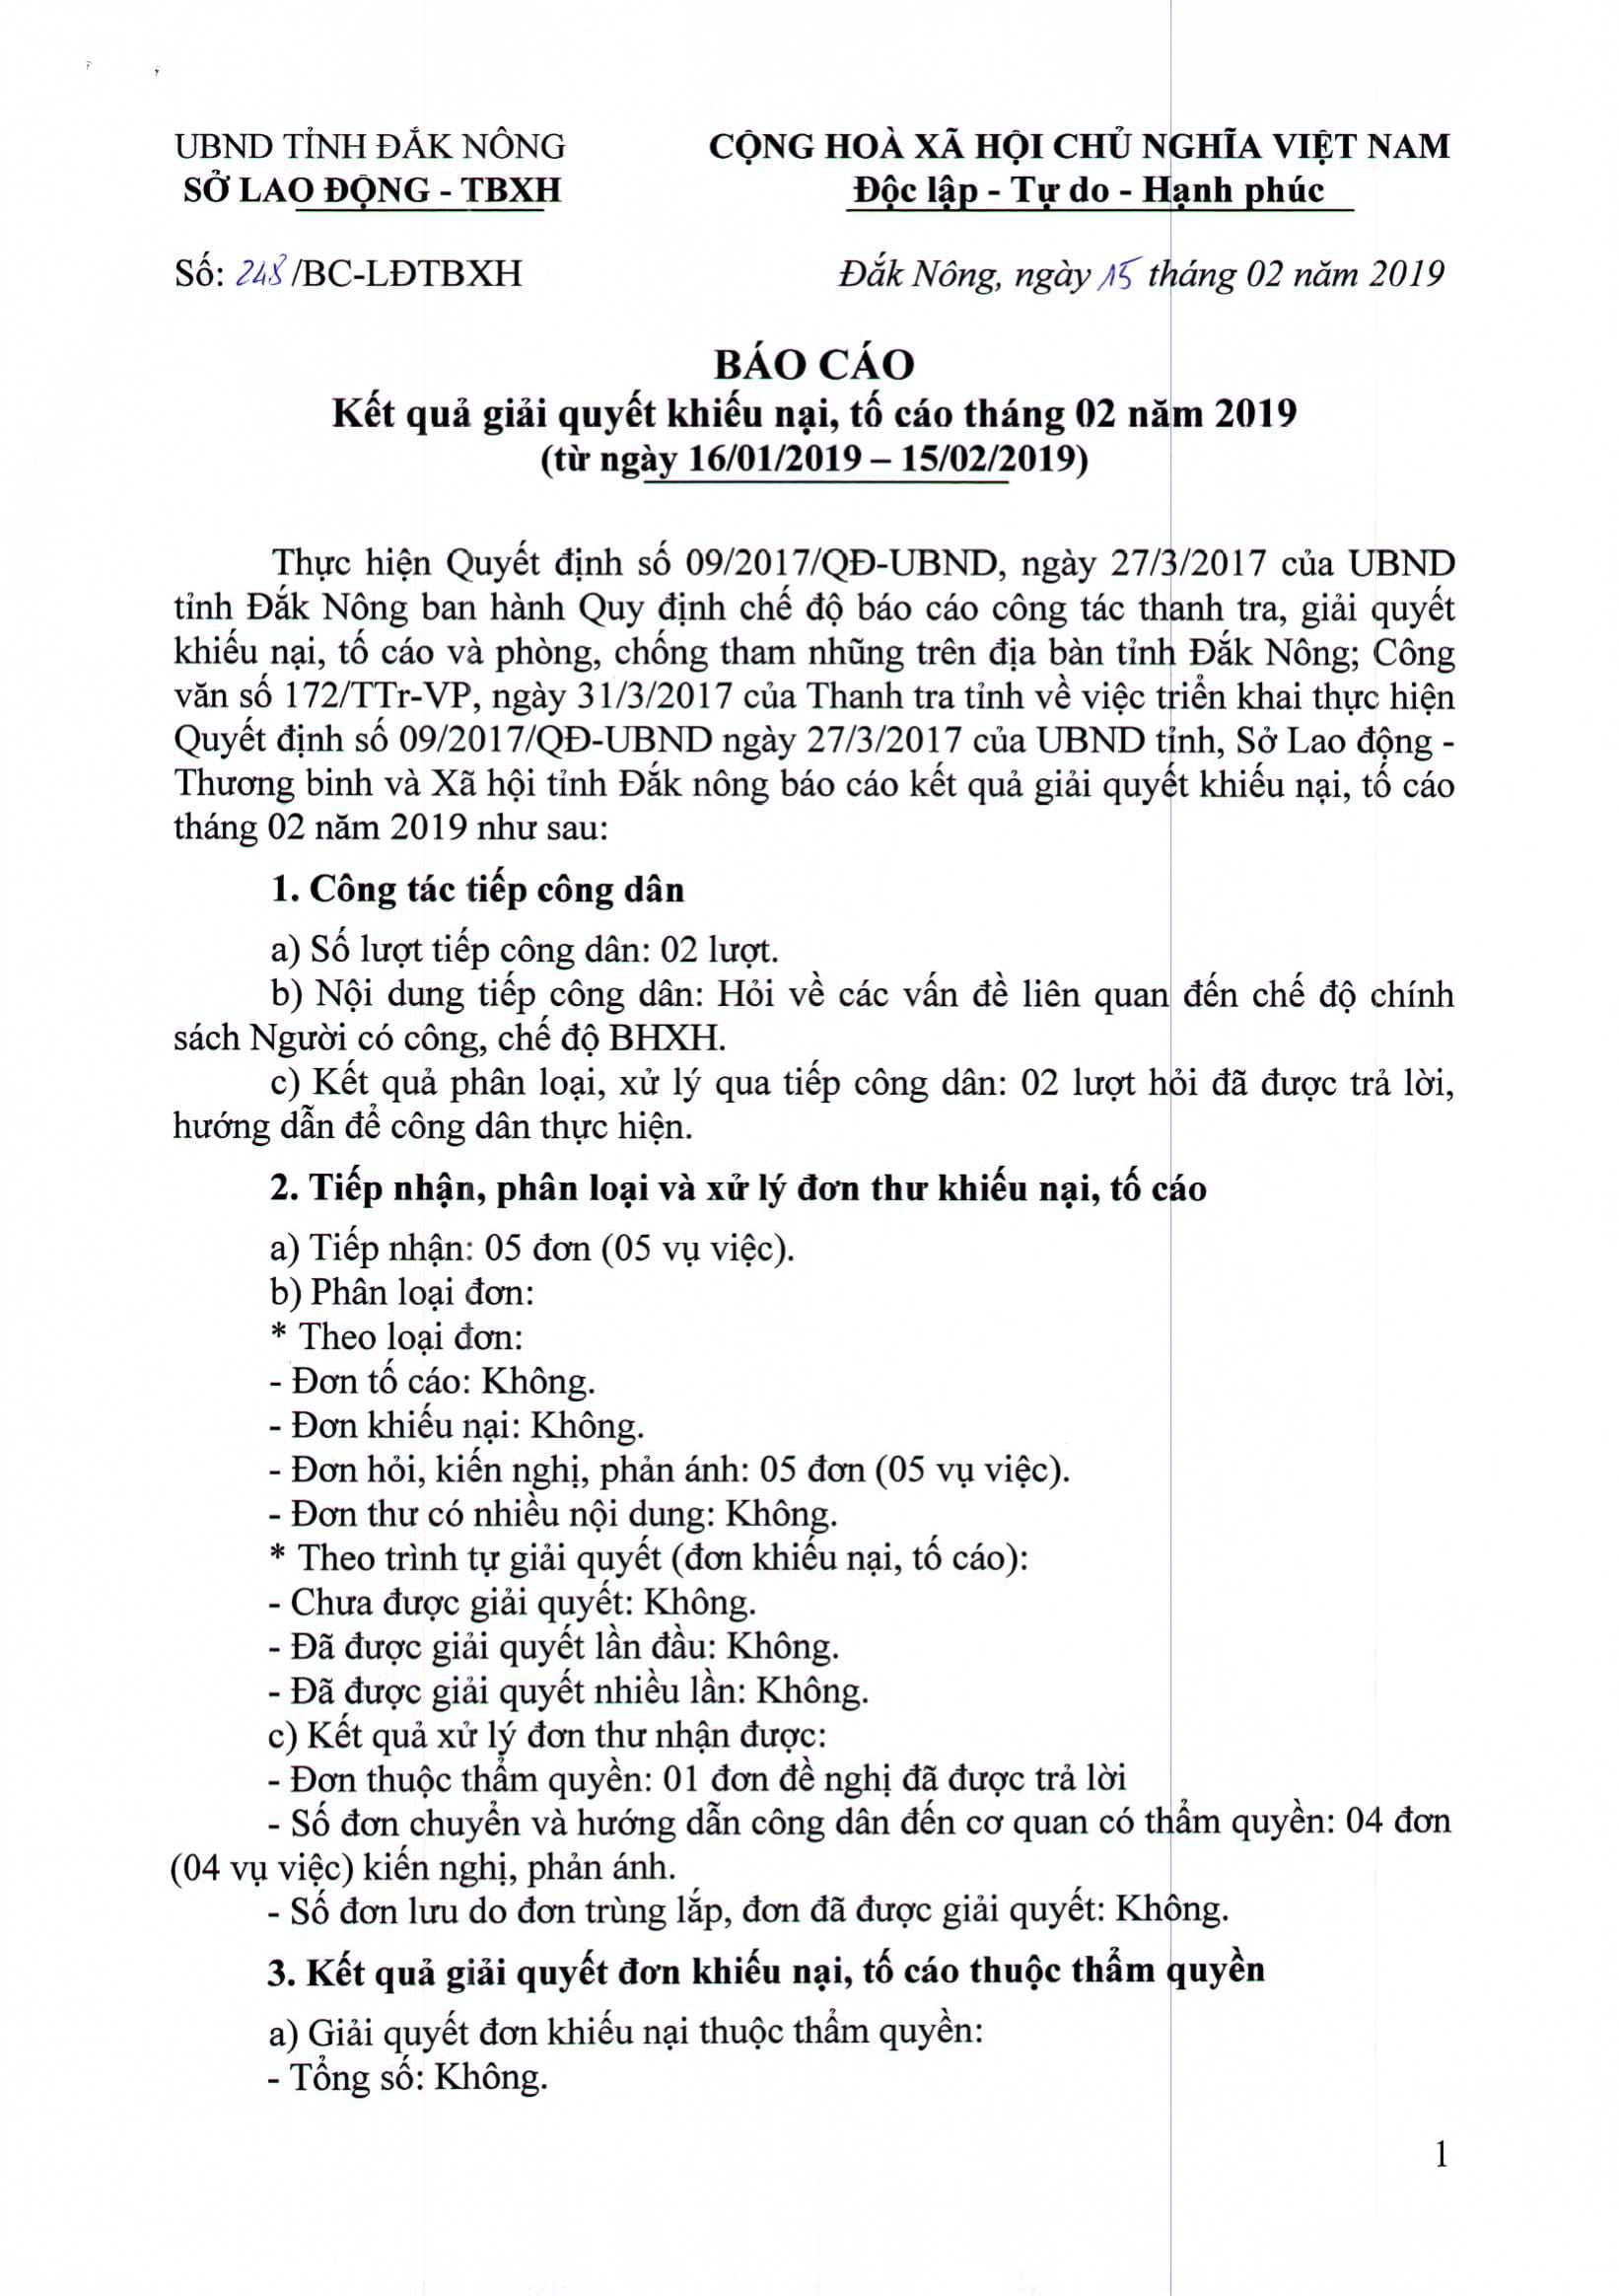 UBND TỈNH ĐẮK NÔNG
SỞ LAO ĐỘNG - TBXH
CỘNG HOÀ XÃ HỘI CHỦ NGHĨA VIỆT NAM
Độc lập - Tự do - Hạnh phúc
Số: 248/BC-LĐTBXH
Đắk Nông, ngày 15 tháng 02 năm 2019
BÁO CÁO
Kết quả giải quyết khiếu nại, tố cáo tháng 02 năm 2019
(từ ngày 16/01/2019 – 15/02/2019)
Thực hiện Quyết định số 09/2017/QĐ-UBND, ngày 27/3/2017 của UBND
tỉnh Đắk Nông ban hành Quy định chế độ báo cáo công tác thanh tra, giải quyết
khiếu nại, tố cáo và phòng, chống tham nhũng trên địa bàn tỉnh Đắk Nông; Công
văn số 172/TTr-VP, ngày 31/3/2017 của Thanh tra tỉnh về việc triển khai thực hiện
Quyết định số 09/2017/QĐ-UBND ngày 27/3/2017 của UBND tỉnh, Sở Lao động -
Thương binh và Xã hội tỉnh Đắk nông báo cáo kết quả giải quyết khiếu nại, tố cáo
tháng 02 năm 2019 như sau:
1. Công tác tiếp công dân
a) Số lượt tiếp công dân: 02 lượt.
b) Nội dung tiếp công dân: Hỏi về các vấn đề liên quan đến chế độ chính
sách Người có công, chế độ BHXH.
c) Kết quả phân loại, xử lý qua tiếp công dân: 02 lượt hỏi đã được trả lời,
hướng dẫn để công dân thực hiện.
2. Tiếp nhận, phân loại và xử lý đơn thư khiếu nại, tố cáo
a) Tiếp nhận: 05 đơn (05 vụ việc).
b) Phân loại đơn:
* Theo loại đơn:
- Đơn tố cáo: Không.
- Đơn khiếu nại: Không.
- Đơn hỏi, kiến nghị, phản ánh: 05 đơn (05 vụ việc).
- Đơn thư có nhiều nội dung: Không.
* Theo trình tự giải quyết (đơn khiếu nại, tố cáo):
- Chưa được giải quyết: Không.
- Đã được giải quyết lần đầu: Không.
- Đã được giải quyết nhiều lần: Không.
c) Kết quả xử lý đơn thư nhận được:
- Đơn thuộc thẩm quyền: 01 đơn đề nghị đã được trả lời
- Số đơn chuyển và hướng dẫn công dân đến cơ quan có thẩm quyền: 04 đơn
(04 vụ việc) kiến nghị, phản ánh.
- Số đơn lưu do đơn trùng lắp, đơn đã được giải quyết: Không.
3. Kết quả giải quyết đơn khiếu nại, tố cáo thuộc thẩm quyền
a) Giải quyết đơn khiếu nại thuộc thẩm quyền:
- Tổng số: Không.
1